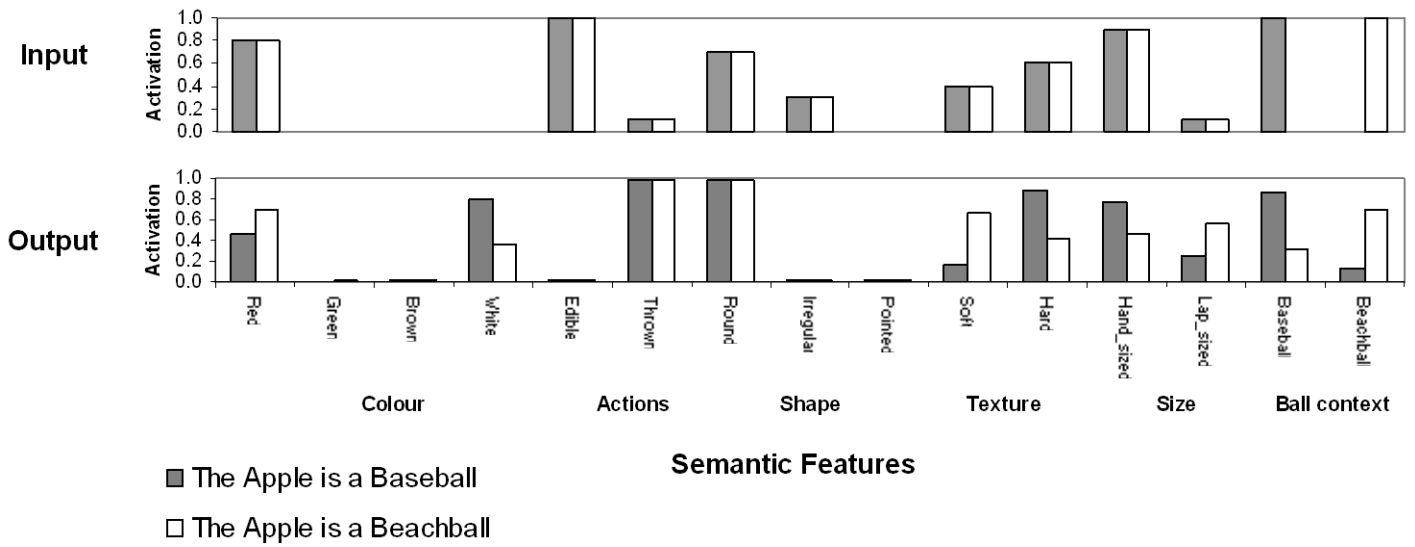 Input
Activation
1.0
0.8
0.6
0.4
0.2
0.0
Output
Activation
1.0
0.8
0.6
0.4
0.2
0.0
Red
Green
Brown
White
Edible
Thrown
Round
Irregular
Pointed
Soft
Hard
Hand_sized
Lap_sized
Baseball
Beachball
Colour Actions Shape Texture Size Ball context
Semantic Features
The Apple is a Baseball
The Apple is a Beachball